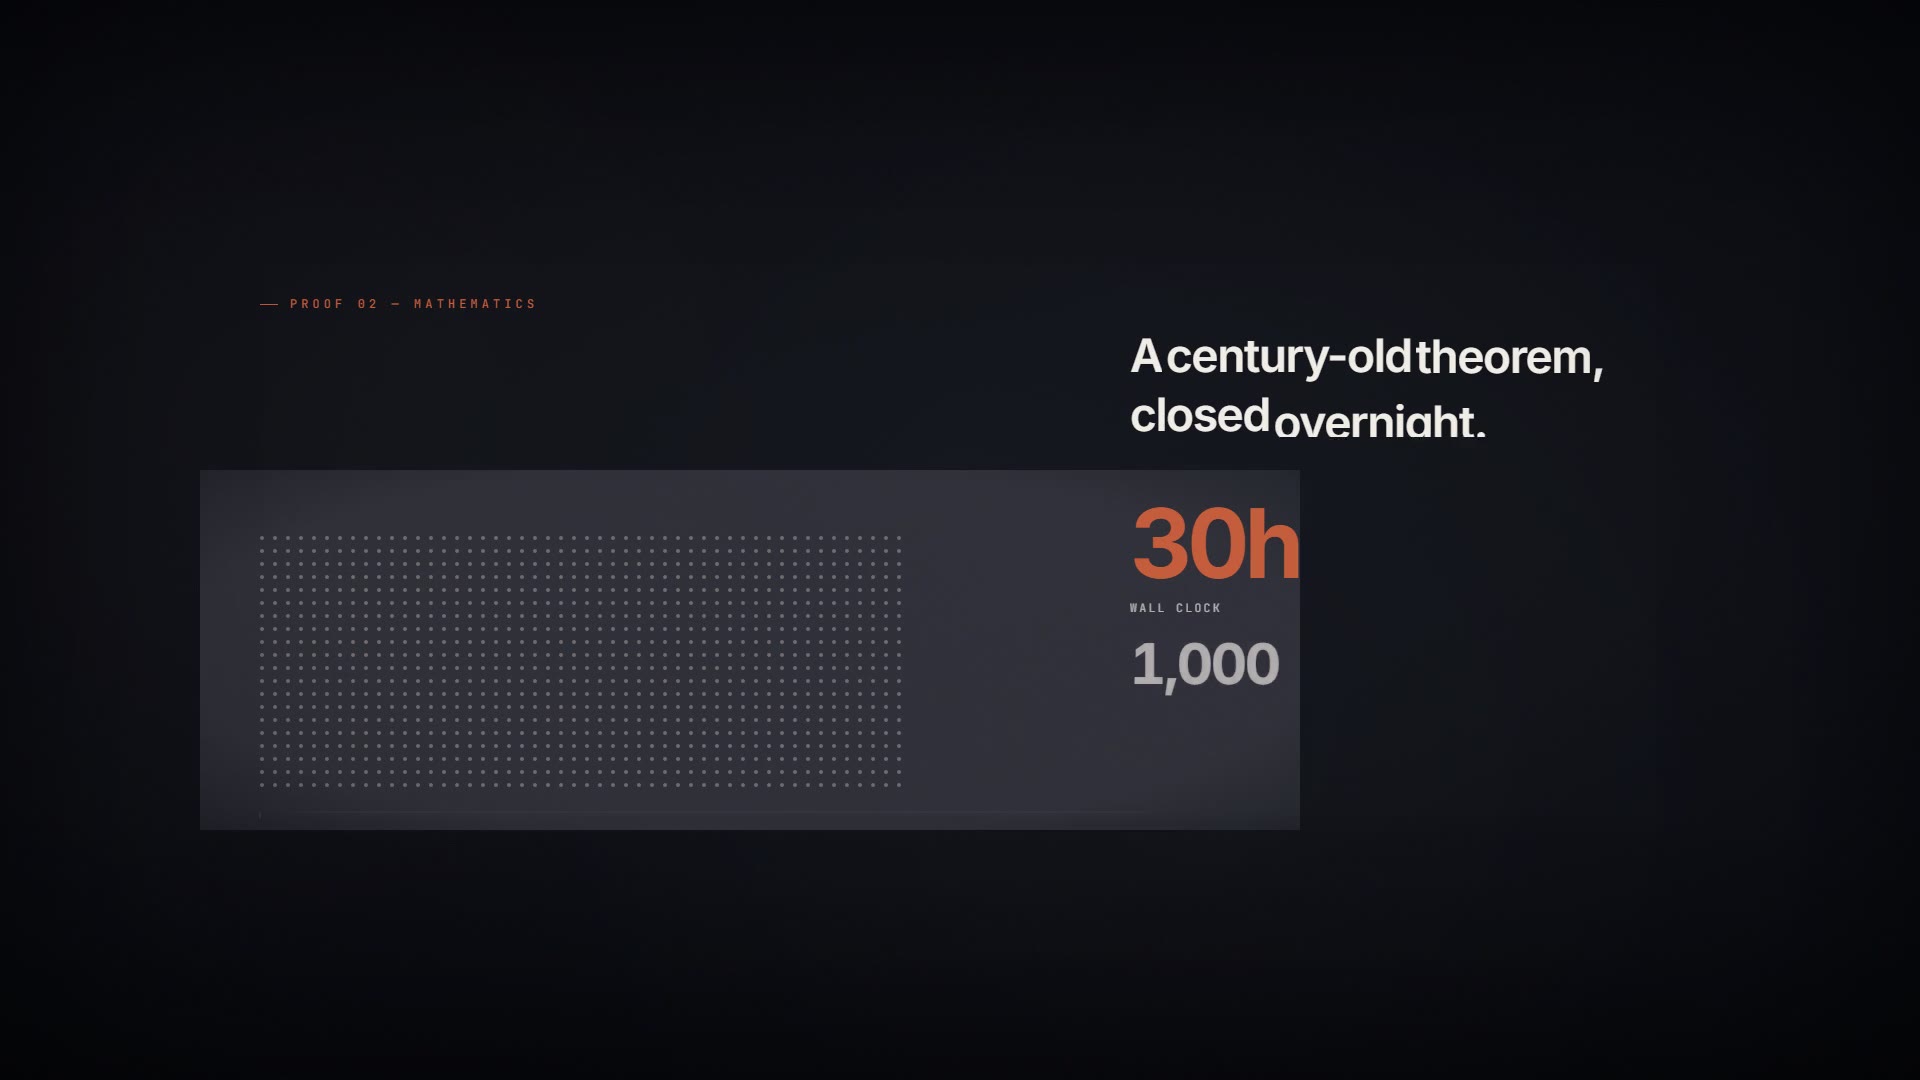 PROOF 02 — MATHEMATICS
A century-old theorem,
closed overnight.
30h
WALL CLOCK
1,000